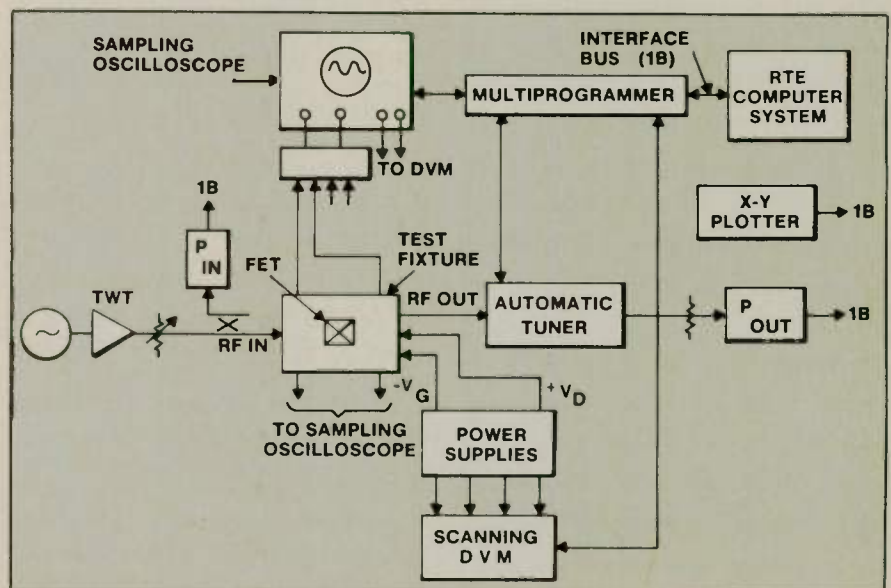 SAMPLING
OSCILLOSCOPE
INTERFACE
BUS (1B)
RTE
COMPUTER
SYSTEM
MULTIPROGRAMMER
TO DVM
1B
X-Y
PLOTTER
1B
P
IN
TEST
FIXTURE
FET
TWT
RF OUT
AUTOMATIC
TUNER
P
OUT
1B
RF IN
-V
G
+ V
D
TO SAMPLING
OSCILLOSCOPE
POWER
SUPPLIES
SCANNING
D V M